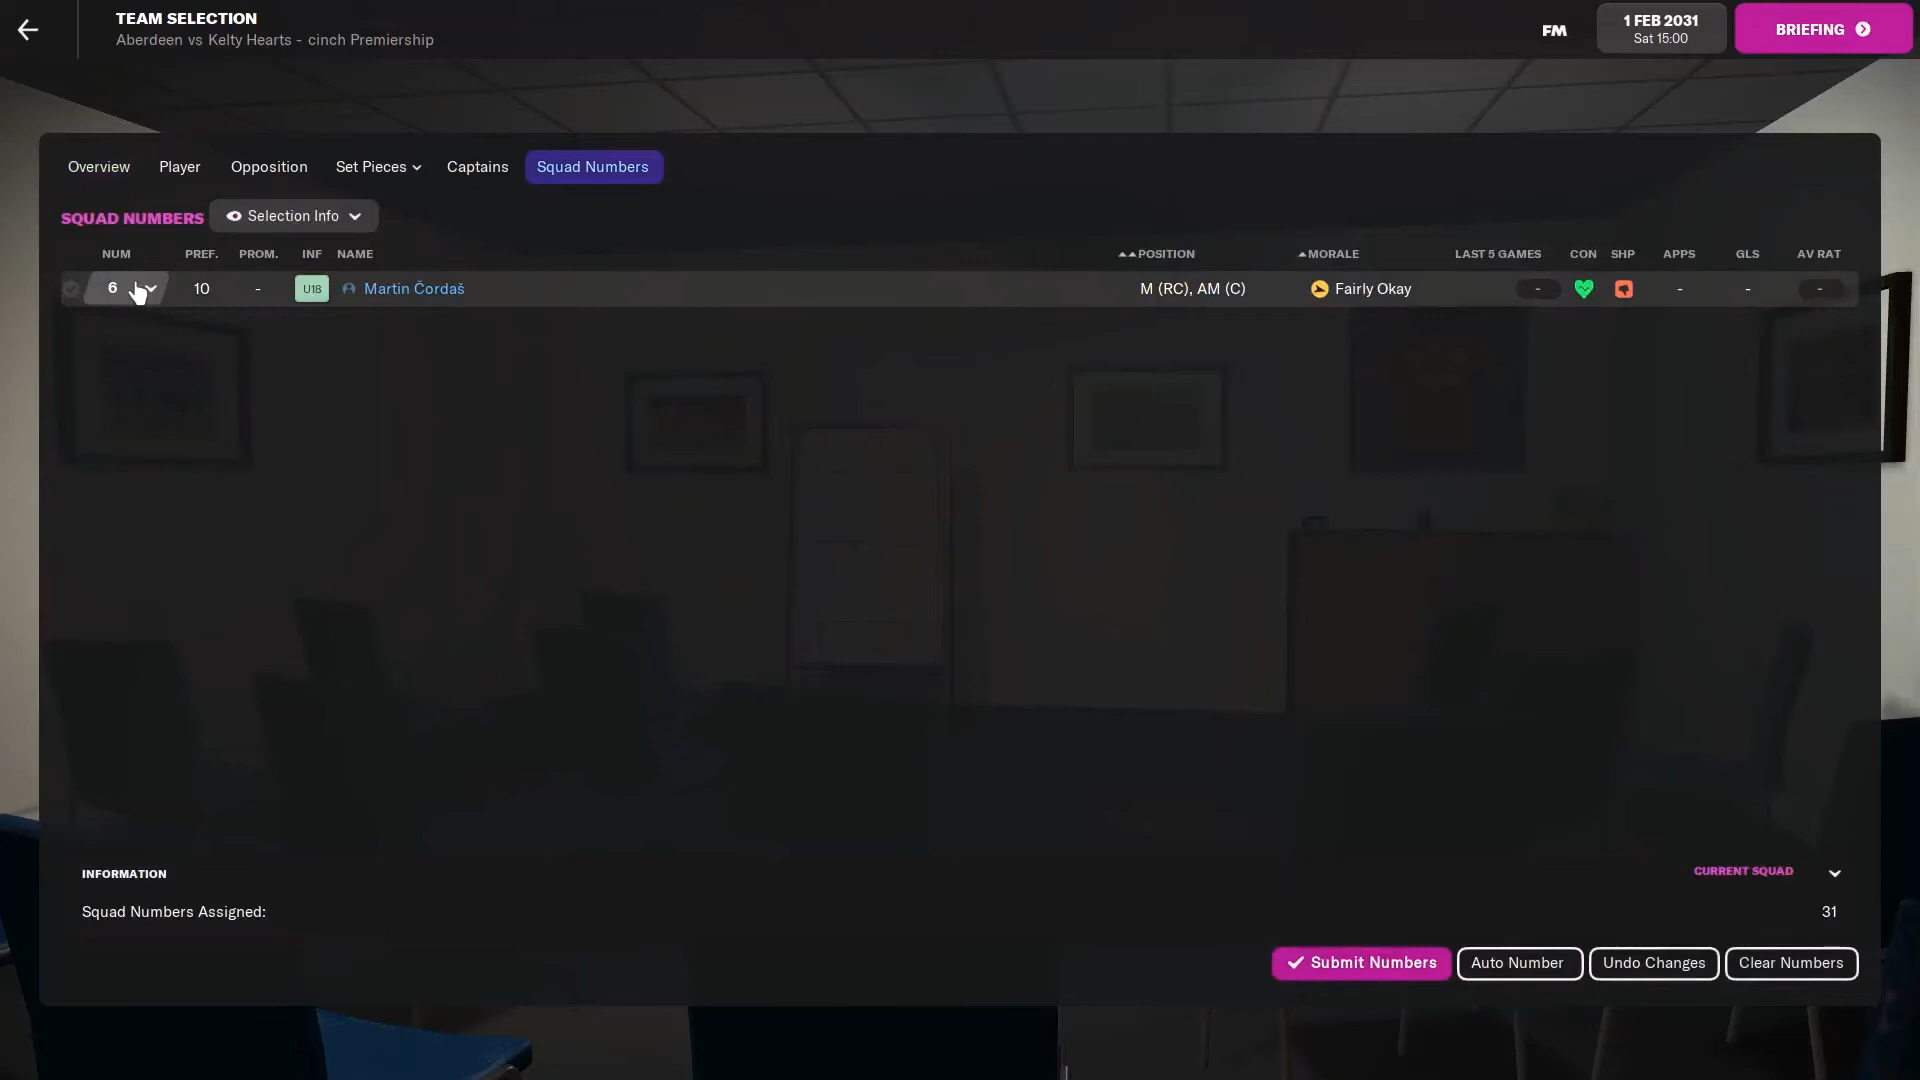 TEAM SELECTION
Aberdeen vs Kelty Hearts - cinch Premiership
FM
1 FEB 2031
Sat 15:00
BRIEFING
Overview Player Opposition Set Pieces Captains Squad Numbers
SQUAD NUMBERS Selection Info
NUM PREF. PROM. INF NAME POSITION MORALE LAST 5 GAMES CON SHP APPS GLS AV RAT
6 10 - U18 Martin Čordaš M (RC), AM (C) Fairly Okay - - - -
INFORMATION CURRENT SQUAD
Squad Numbers Assigned: 31
Submit Numbers Auto Number Undo Changes Clear Numbers